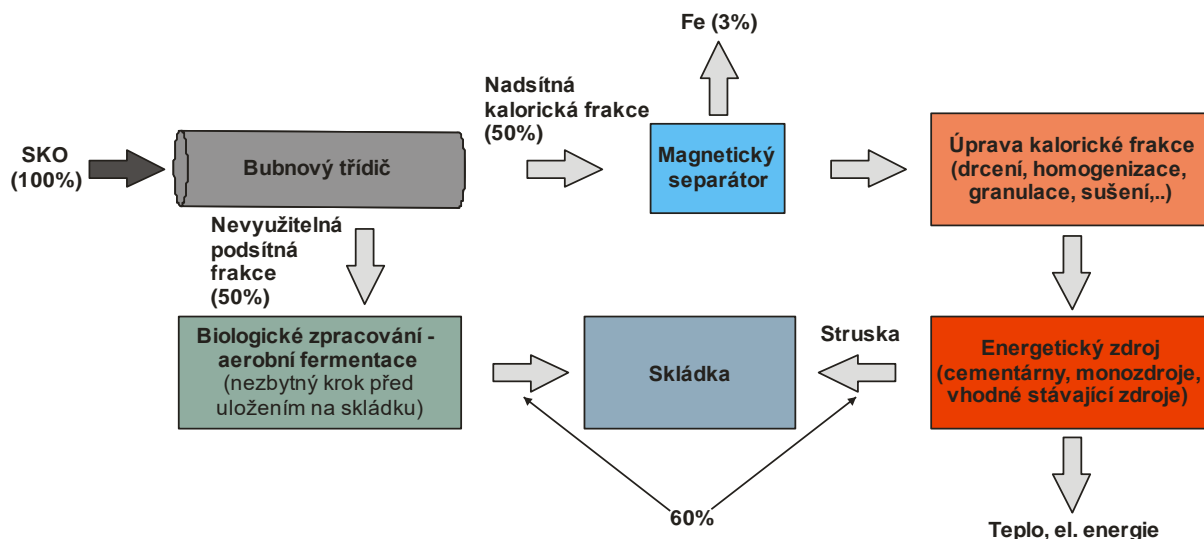 Fe (3%)
Nadsítná
kalorická frakce
(50%)
SKO
(100%)
Bubnový třídič
Magnetický
separátor
Úprava kalorické frakce
(drcení, homogenizace,
granulace, sušení,..)
Nevyužitelná
podsítná
frakce
(50%)
Biologické zpracování -
aerobní fermentace
(nezbytný krok před
uložením na skládku)
Skládka
Struska
Energetický zdroj
(cementárny, monozdroje,
vhodné stávající zdroje)
60%
Teplo, el. energie